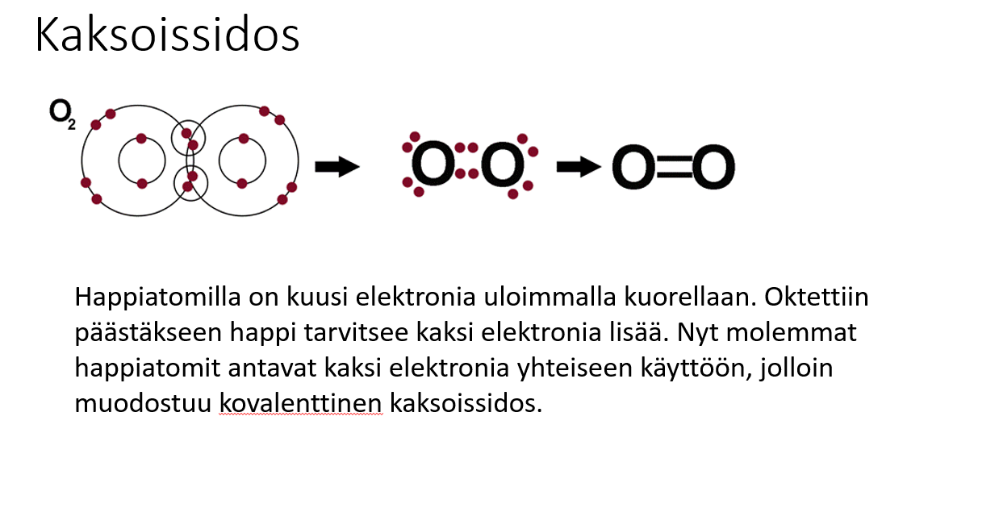 Kaksoissidos
O₂
O::O
O=O
Happiatomilla on kuusi elektronia uloimmalla kuorellaan. Oktettiin
päästäkseen happi tarvitsee kaksi elektronia lisää. Nyt molemmat
happiatomit antavat kaksi elektronia yhteiseen käyttöön, jolloin
muodostuu kovalenttinen kaksoissidos.